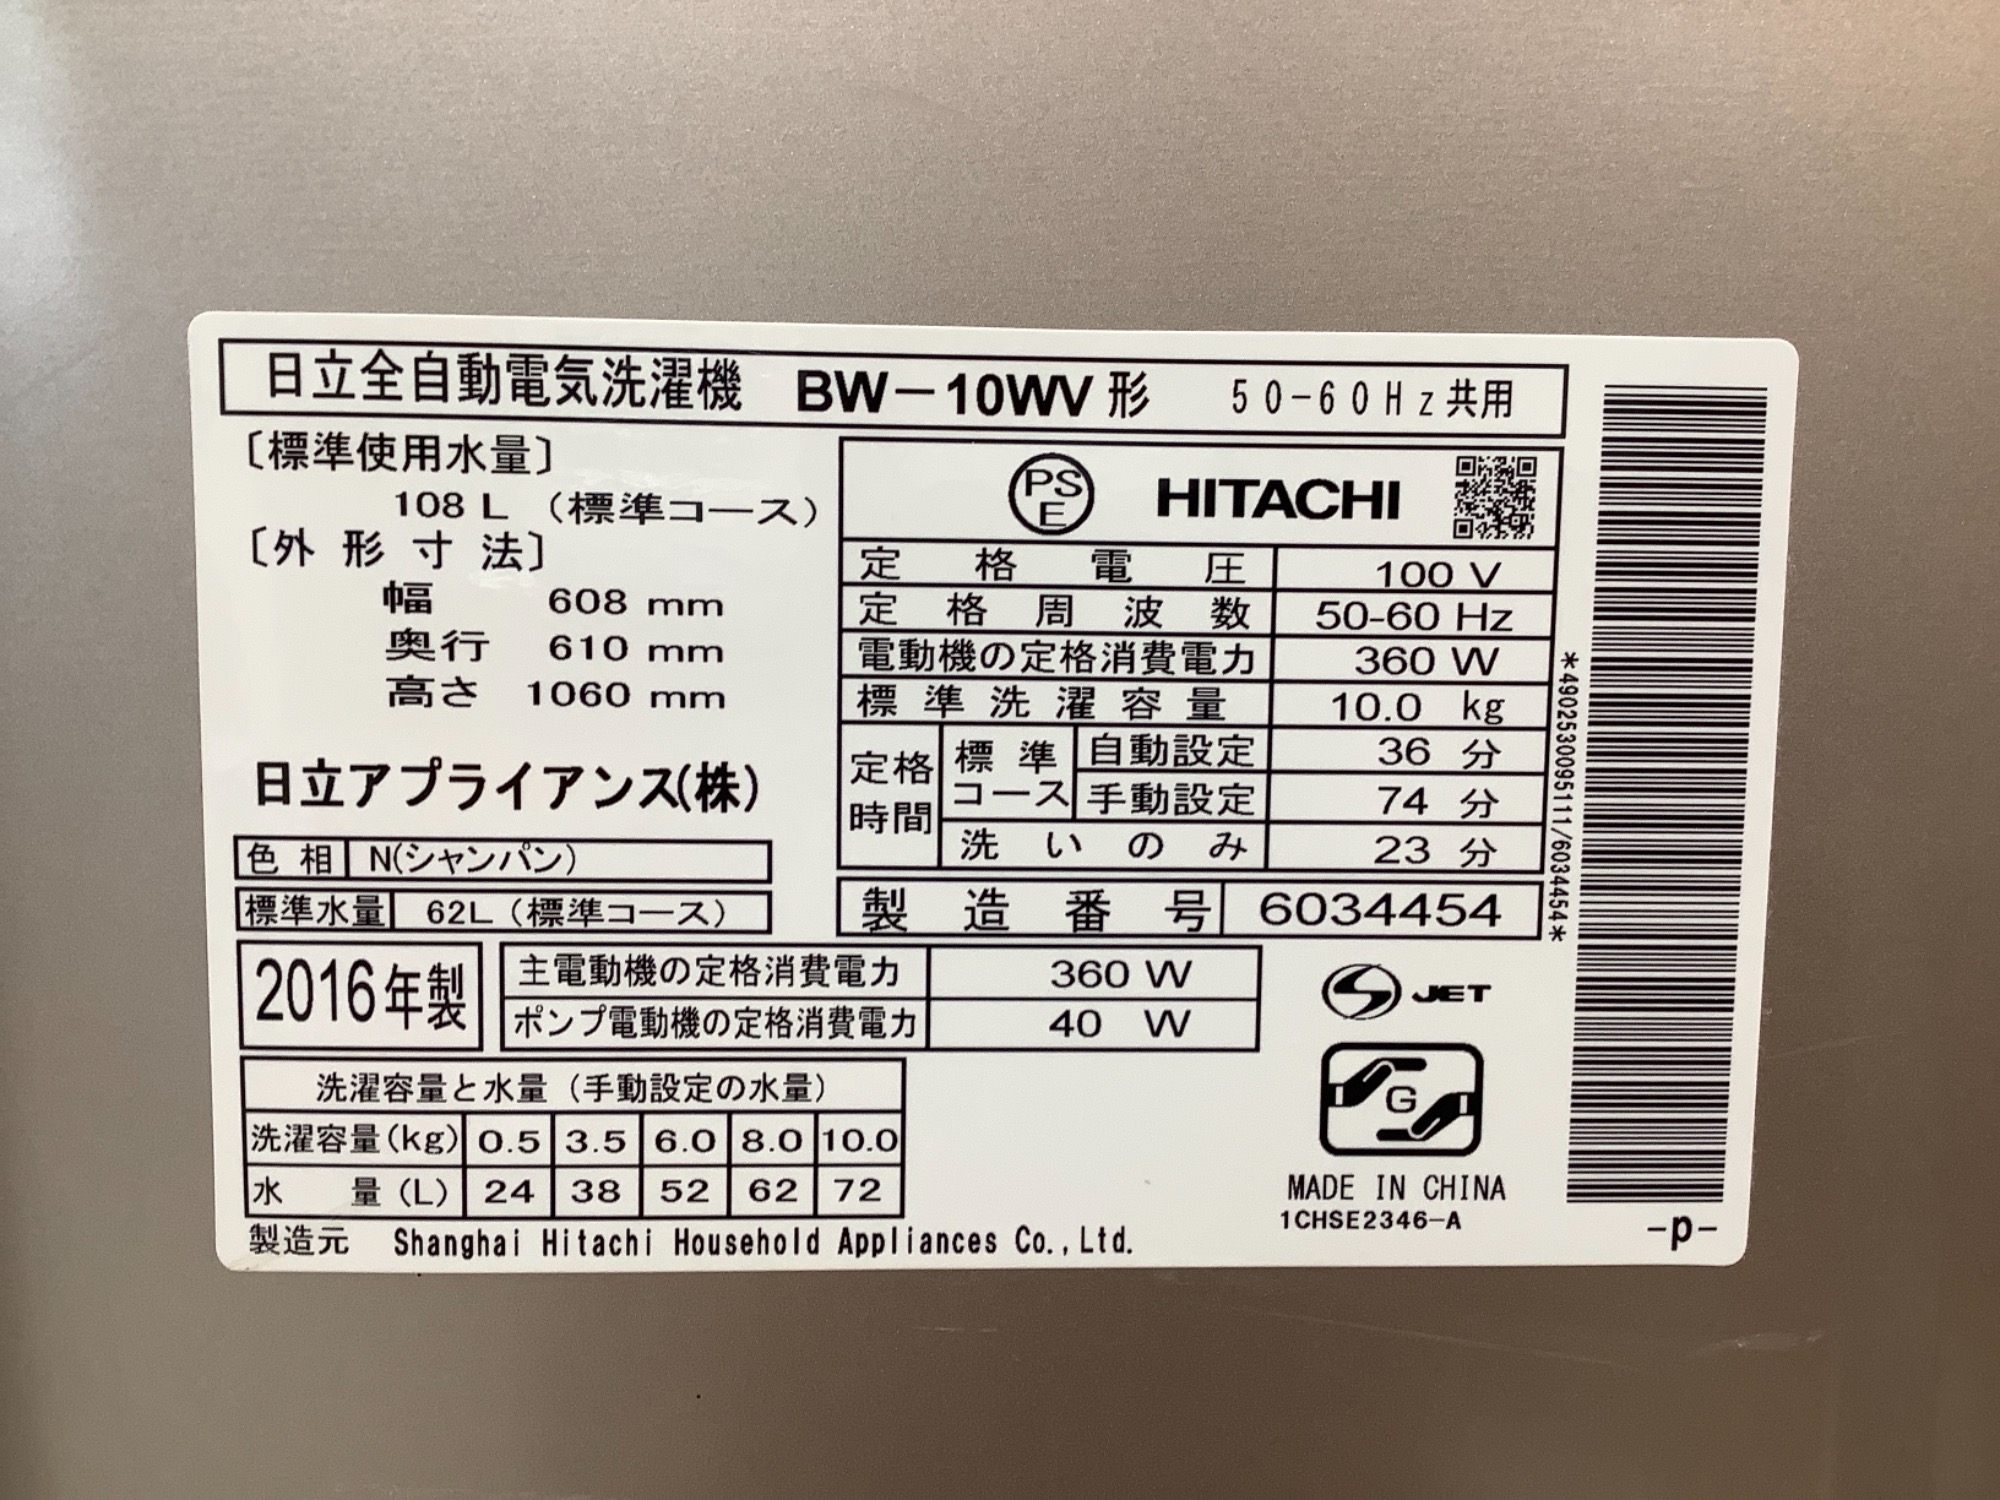 日立全自動電気洗濯機 BW-10WV形 50-60Hz共用
〔標準使用水量〕
108 L (標準コース)
〔外形寸法〕
幅 608 mm
奥行 610 mm
高さ 1060 mm
日立アプライアンス(株)
色相 N(シャンパン)
標準水量 62L(標準コース)
PSE HITACHI
定格電圧 100 V
定格周波数 50-60 Hz
電動機の定格消費電力 360 W
標準洗濯容量 10.0 kg
定格時間 標準コース 自動設定 36 分
手動設定 74 分
洗いのみ 23 分
製造番号 6034454
2016年製
主電動機の定格消費電力 360 W
ポンプ電動機の定格消費電力 40 W
洗濯容量と水量(手動設定の水量)
洗濯容量(kg) 0.5 3.5 6.0 8.0 10.0
水量(L) 24 38 52 62 72
製造元 Shanghai Hitachi Household Appliances Co.,Ltd.
S JET
G
MADE IN CHINA
1CHSE2346-A
*4902530095111/6034454*
-p-